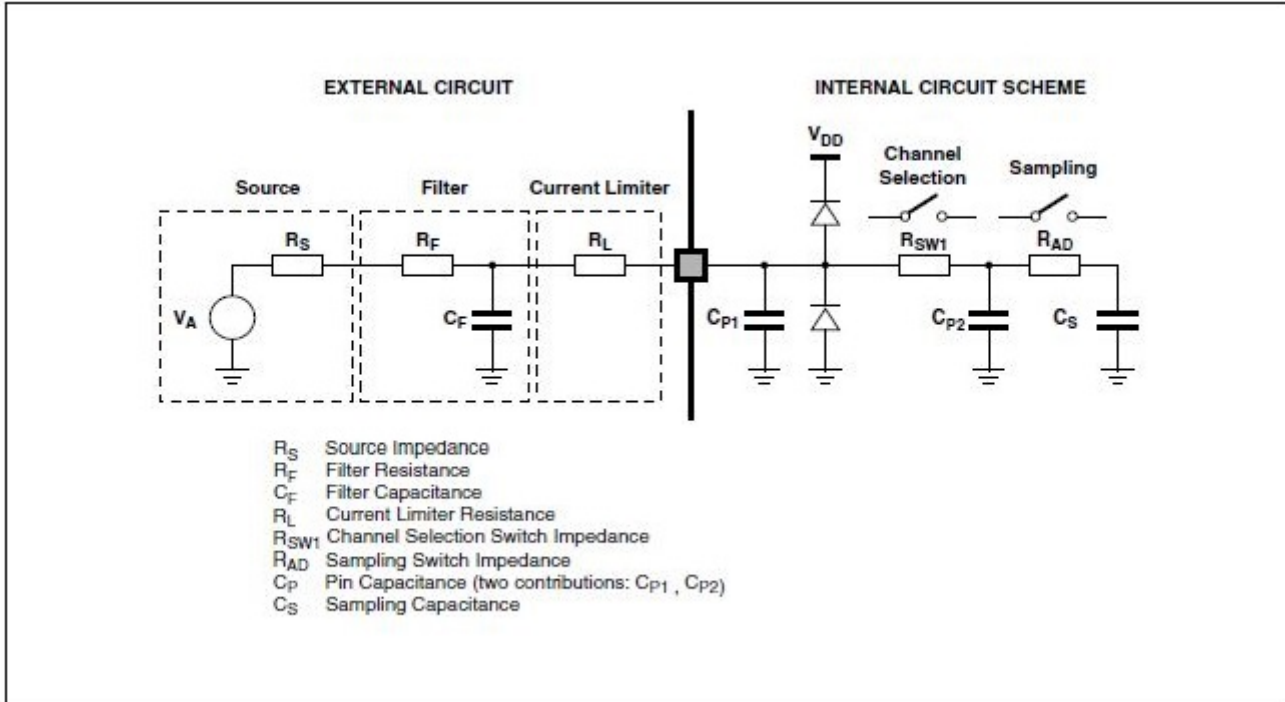 EXTERNAL CIRCUIT
INTERNAL CIRCUIT SCHEME
VDD
Channel
Selection
Sampling
Source
Filter
Current Limiter
RS
RF
RL
RSW1
RAD
VA
CF
CP1
CP2
CS
RS Source Impedance
RF Filter Resistance
CF Filter Capacitance
RL Current Limiter Resistance
RSW1 Channel Selection Switch Impedance
RAD Sampling Switch Impedance
CP Pin Capacitance (two contributions: CP1 , CP2)
CS Sampling Capacitance